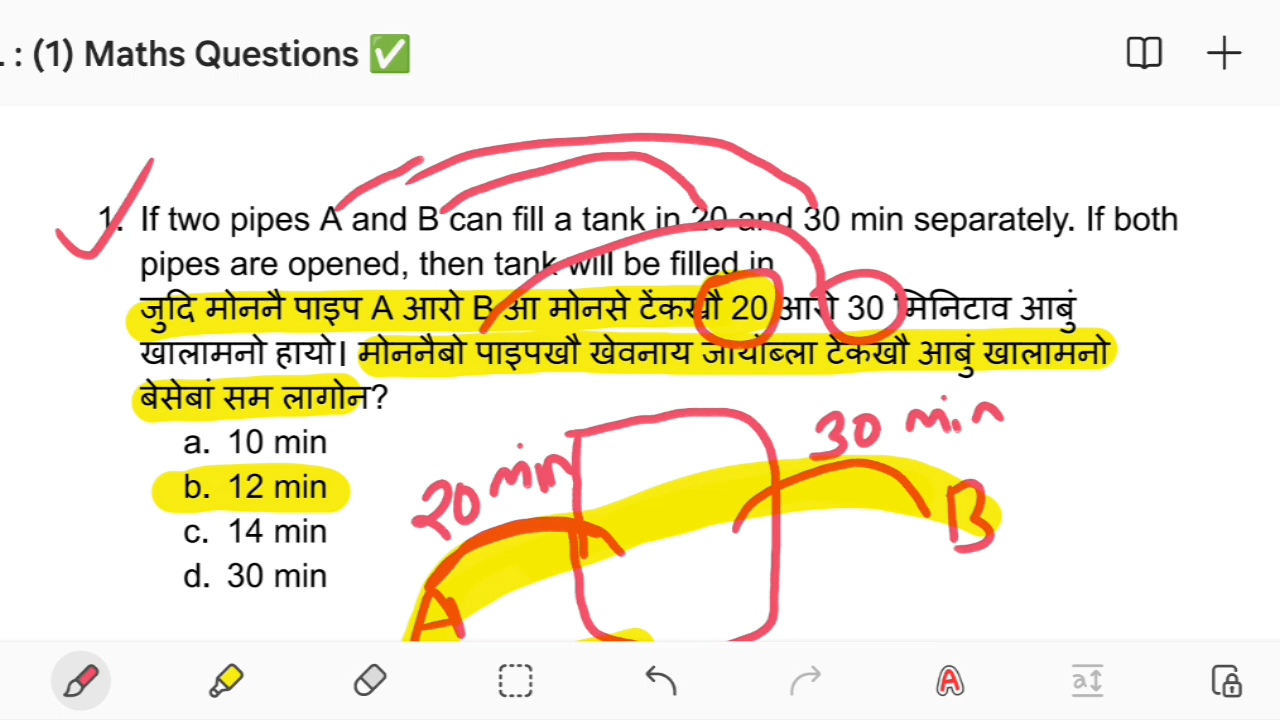 . : (1) Maths Questions ✅
1. If two pipes A and B can fill a tank in 20 and 30 min separately. If both
pipes are opened, then tank will be filled in
जुदि मोननै पाइप A आरो B आ मोनसे टेंकखौ 20 आरो 30 मिनिटाव आबुं
खालामनो हायो। मोननैबो पाइपखौ खेवनाय जायोब्ला टेंकखौ आबुं खालामनो
बेसेबां सम लागोन?
a. 10 min
b. 12 min
c. 14 min
d. 30 min
20 min
30 min
A
B
A
a